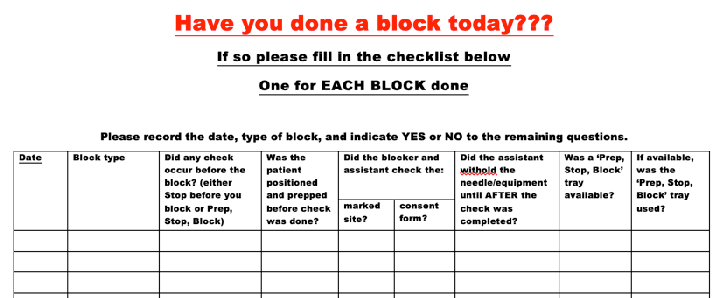 Have you done a block today???
If so please fill in the checklist below
One for EACH BLOCK done
Please record the date, type of block, and indicate YES or NO to the remaining questions.
Date
Block type
Did any check
occur before the
block? (either
Stop before you
block or Prep,
Stop, Block)
Was the
patient
positioned
and prepped
before check
was done?
Did the blocker and
assistant check the:
marked
site?
consent
form?
Did the assistant
withold the
needle/equipment
until AFTER the
check was
completed?
Was a ‘Prep,
Stop, Block’
tray
available?
If available,
was the
‘Prep, Stop,
Block’ tray
used?